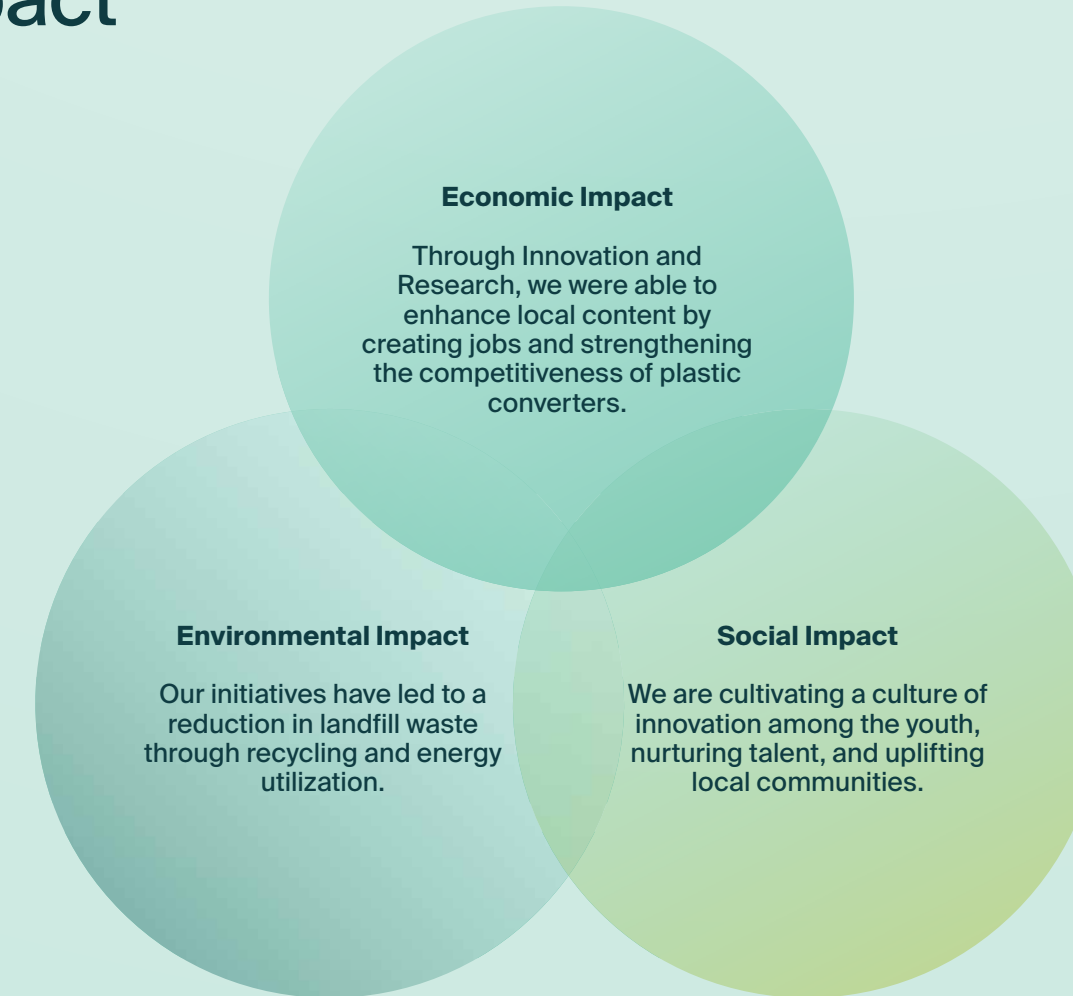 pact
Economic Impact
Through Innovation and
Research, we were able to
enhance local content by
creating jobs and strengthening
the competitiveness of plastic
converters.
Environmental Impact
Our initiatives have led to a
reduction in landfill waste
through recycling and energy
utilization.
Social Impact
We are cultivating a culture of
innovation among the youth,
nurturing talent, and uplifting
local communities.